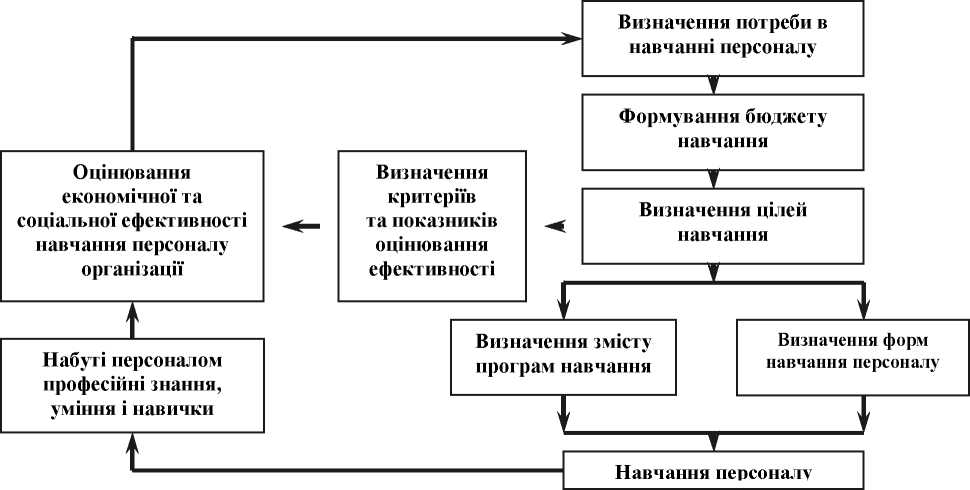 Визначення потреби в
навчанні персоналу
Формування бюджету
навчання
Оцінювання
економічної та
соціальної ефективності
навчання персоналу
організації
Визначення
критеріїв
та показників
оцінювання
ефективності
Визначення цілей
навчання
Визначення змісту
програм навчання
Визначення форм
навчання персоналу
Набуті персоналом
професійні знання,
уміння і навички
Навчання персоналу